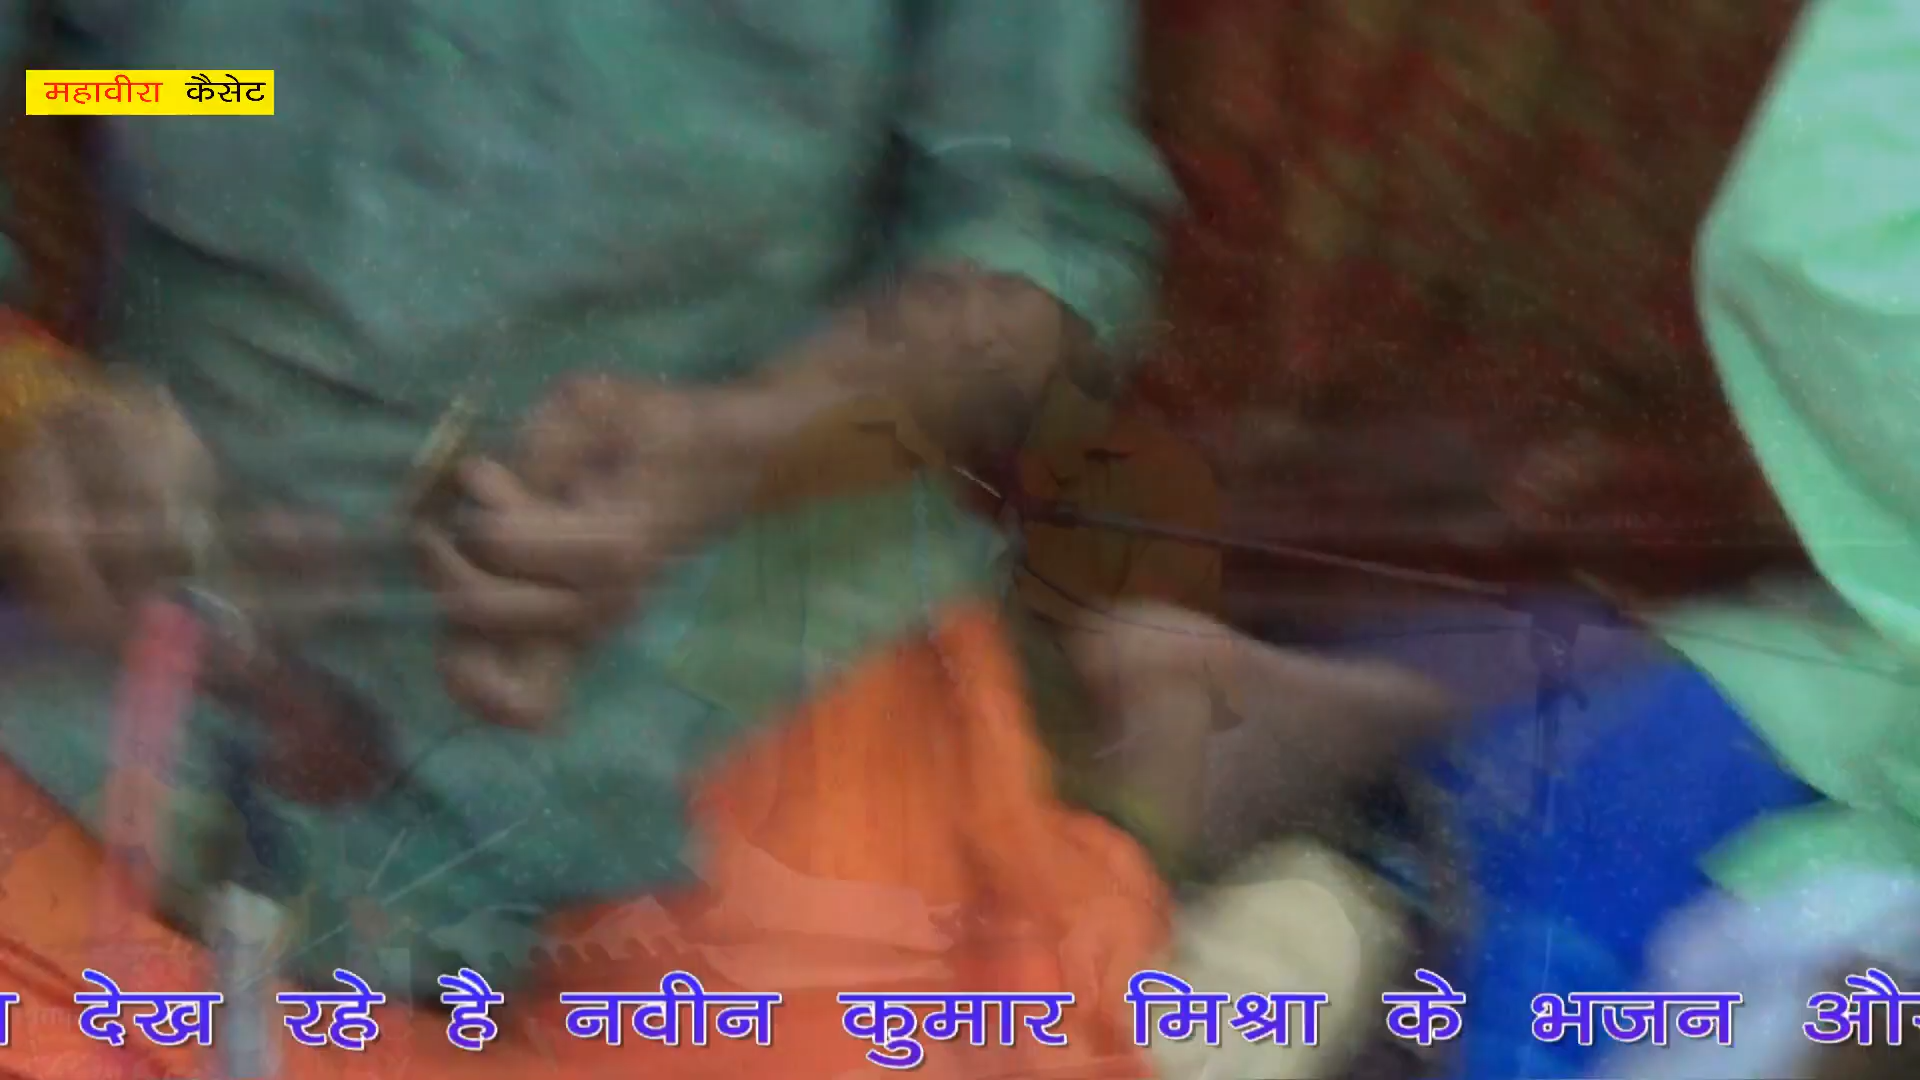 महावीरा कैसेट
देख रहे है नवीन कुमार मिश्रा के भजन